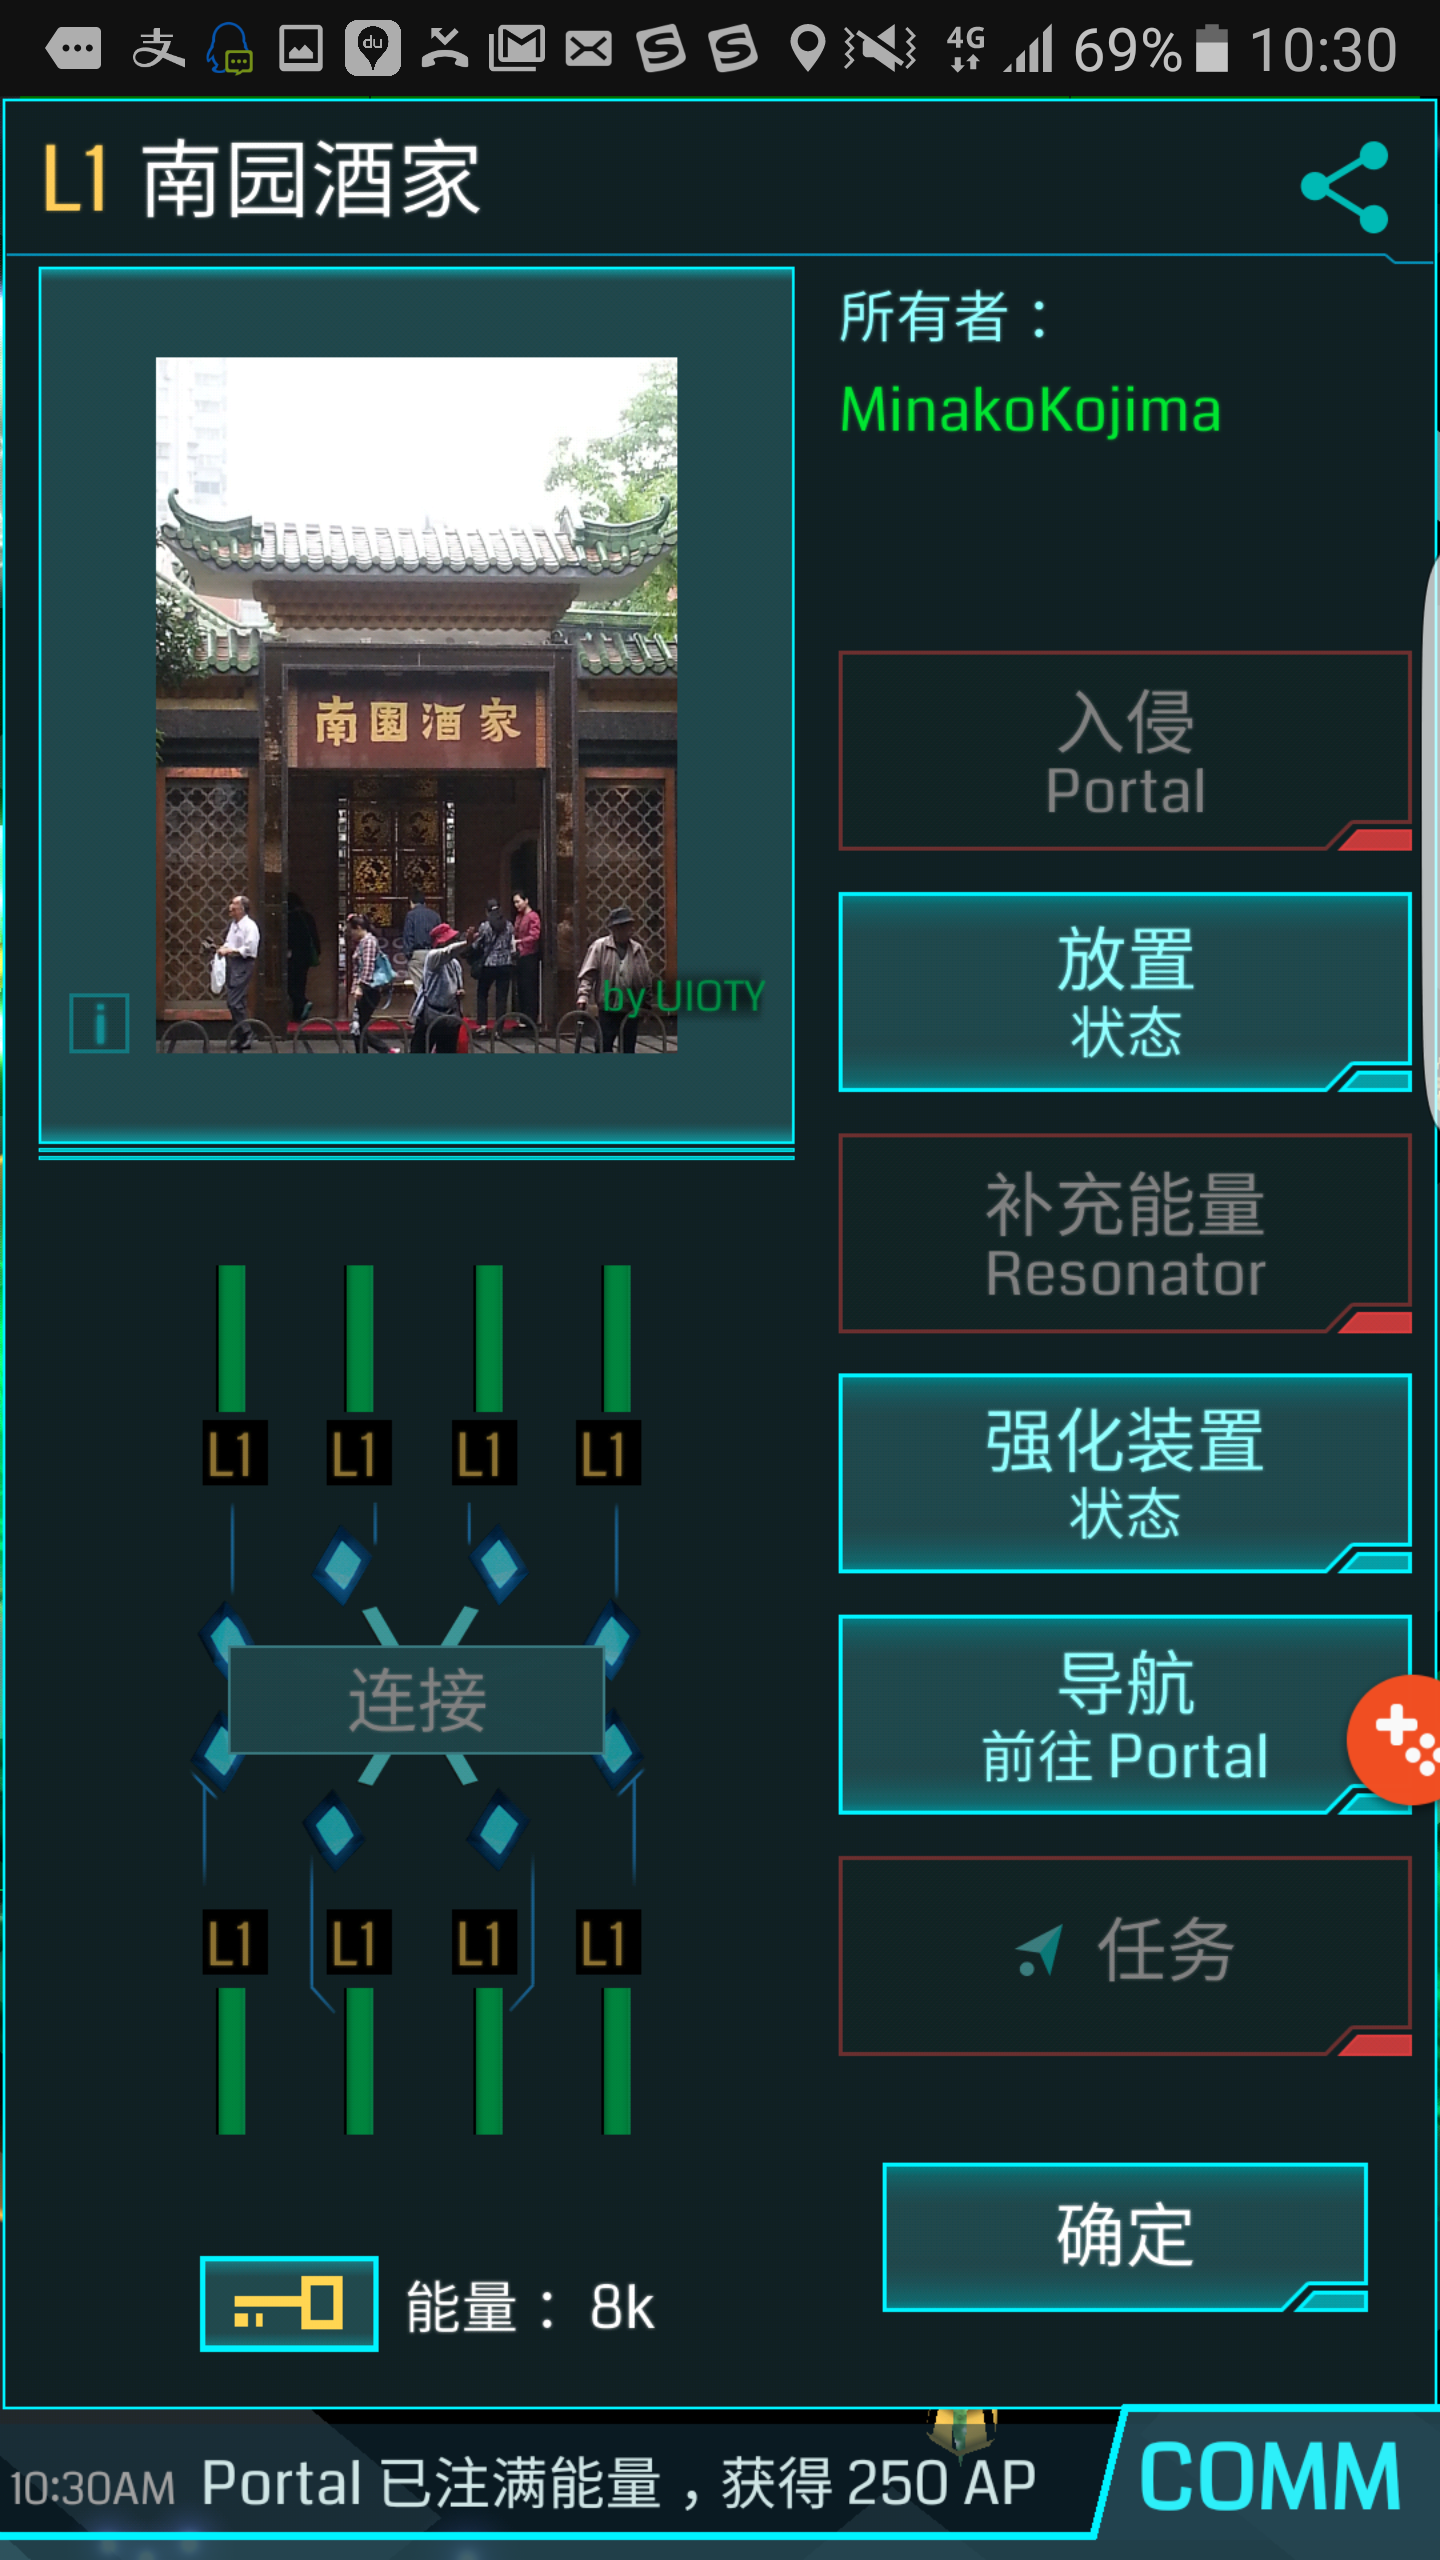 69% 10:30
4G
du
L1 南园酒家
所有者：
MinakoKojima
南園酒家
by UIOTY
i
入侵
Portal
放置
状态
补充能量
Resonator
强化装置
状态
导航
前往 Portal
任务
确定
L1 L1 L1 L1
连接
L1 L1 L1 L1
能量： 8k
10:30AM Portal 已注满能量，获得 250 AP
COMM